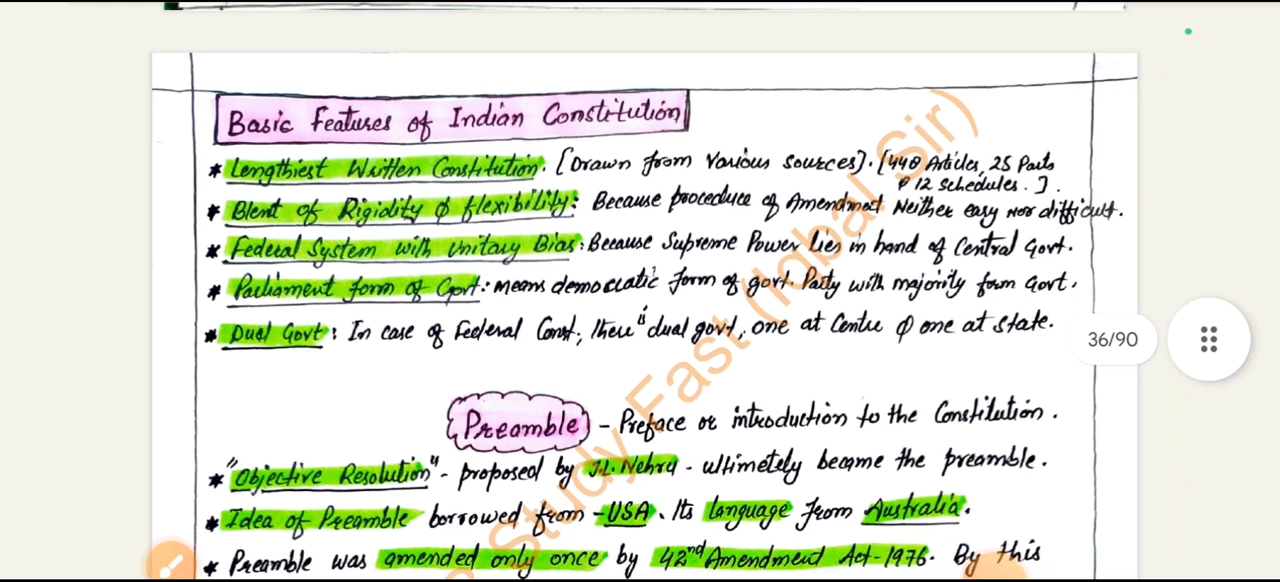 Basic Features of Indian Constitution
* Lengthiest Written Constitution. [Drawn from Various Sources]. [448 Articles, 25 Parts
& 12 Schedules.].
* Blent of Rigidity & flexibility: Because procedure of Amendmet Neither easy nor difficult.
* Federal System with Unitary Bias: Because Supreme Power lies in hand of Central Govt.
* Parliament form of Govt: means democratic form of govt. Party with majority form Govt.
* Dual Govt: In case of Federal Const, there is dual govt, one at Centre & one at state.
36/90
Preamble - Preface or introduction to the Constitution.
* "Objective Resolution" - proposed by J.L. Nehru - ultimetely became the preamble.
* Idea of Preamble borrowed from - USA. Its language from Australia.
* Preamble was amended only once by 42nd Amendment Act-1976. By this
Study Fast (Iqbal Sir)